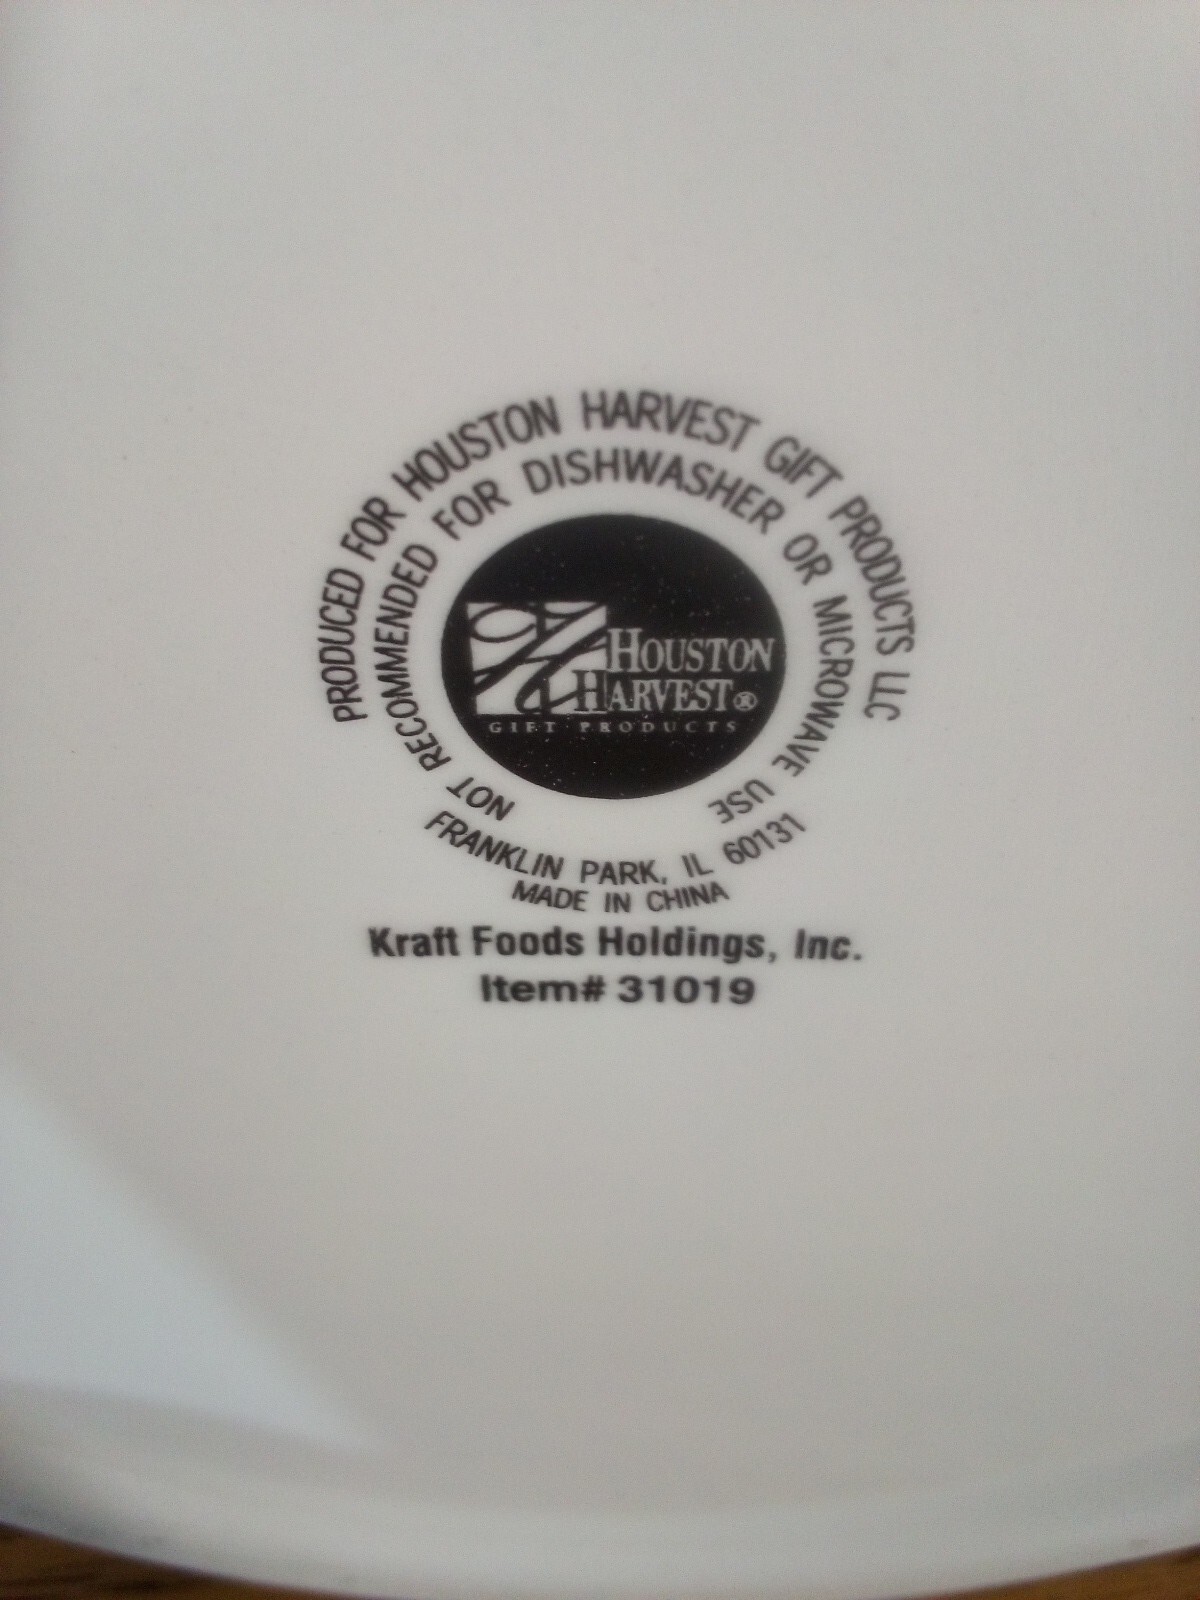 PRODUCED FOR HOUSTON HARVEST GIFT PRODUCTS LLC
NOT RECOMMENDED FOR DISHWASHER OR MICROWAVE USE
HOUSTON
HARVEST®
GIFT PRODUCTS
FRANKLIN PARK, IL 60131
MADE IN CHINA
Kraft Foods Holdings, Inc.
Item# 31019